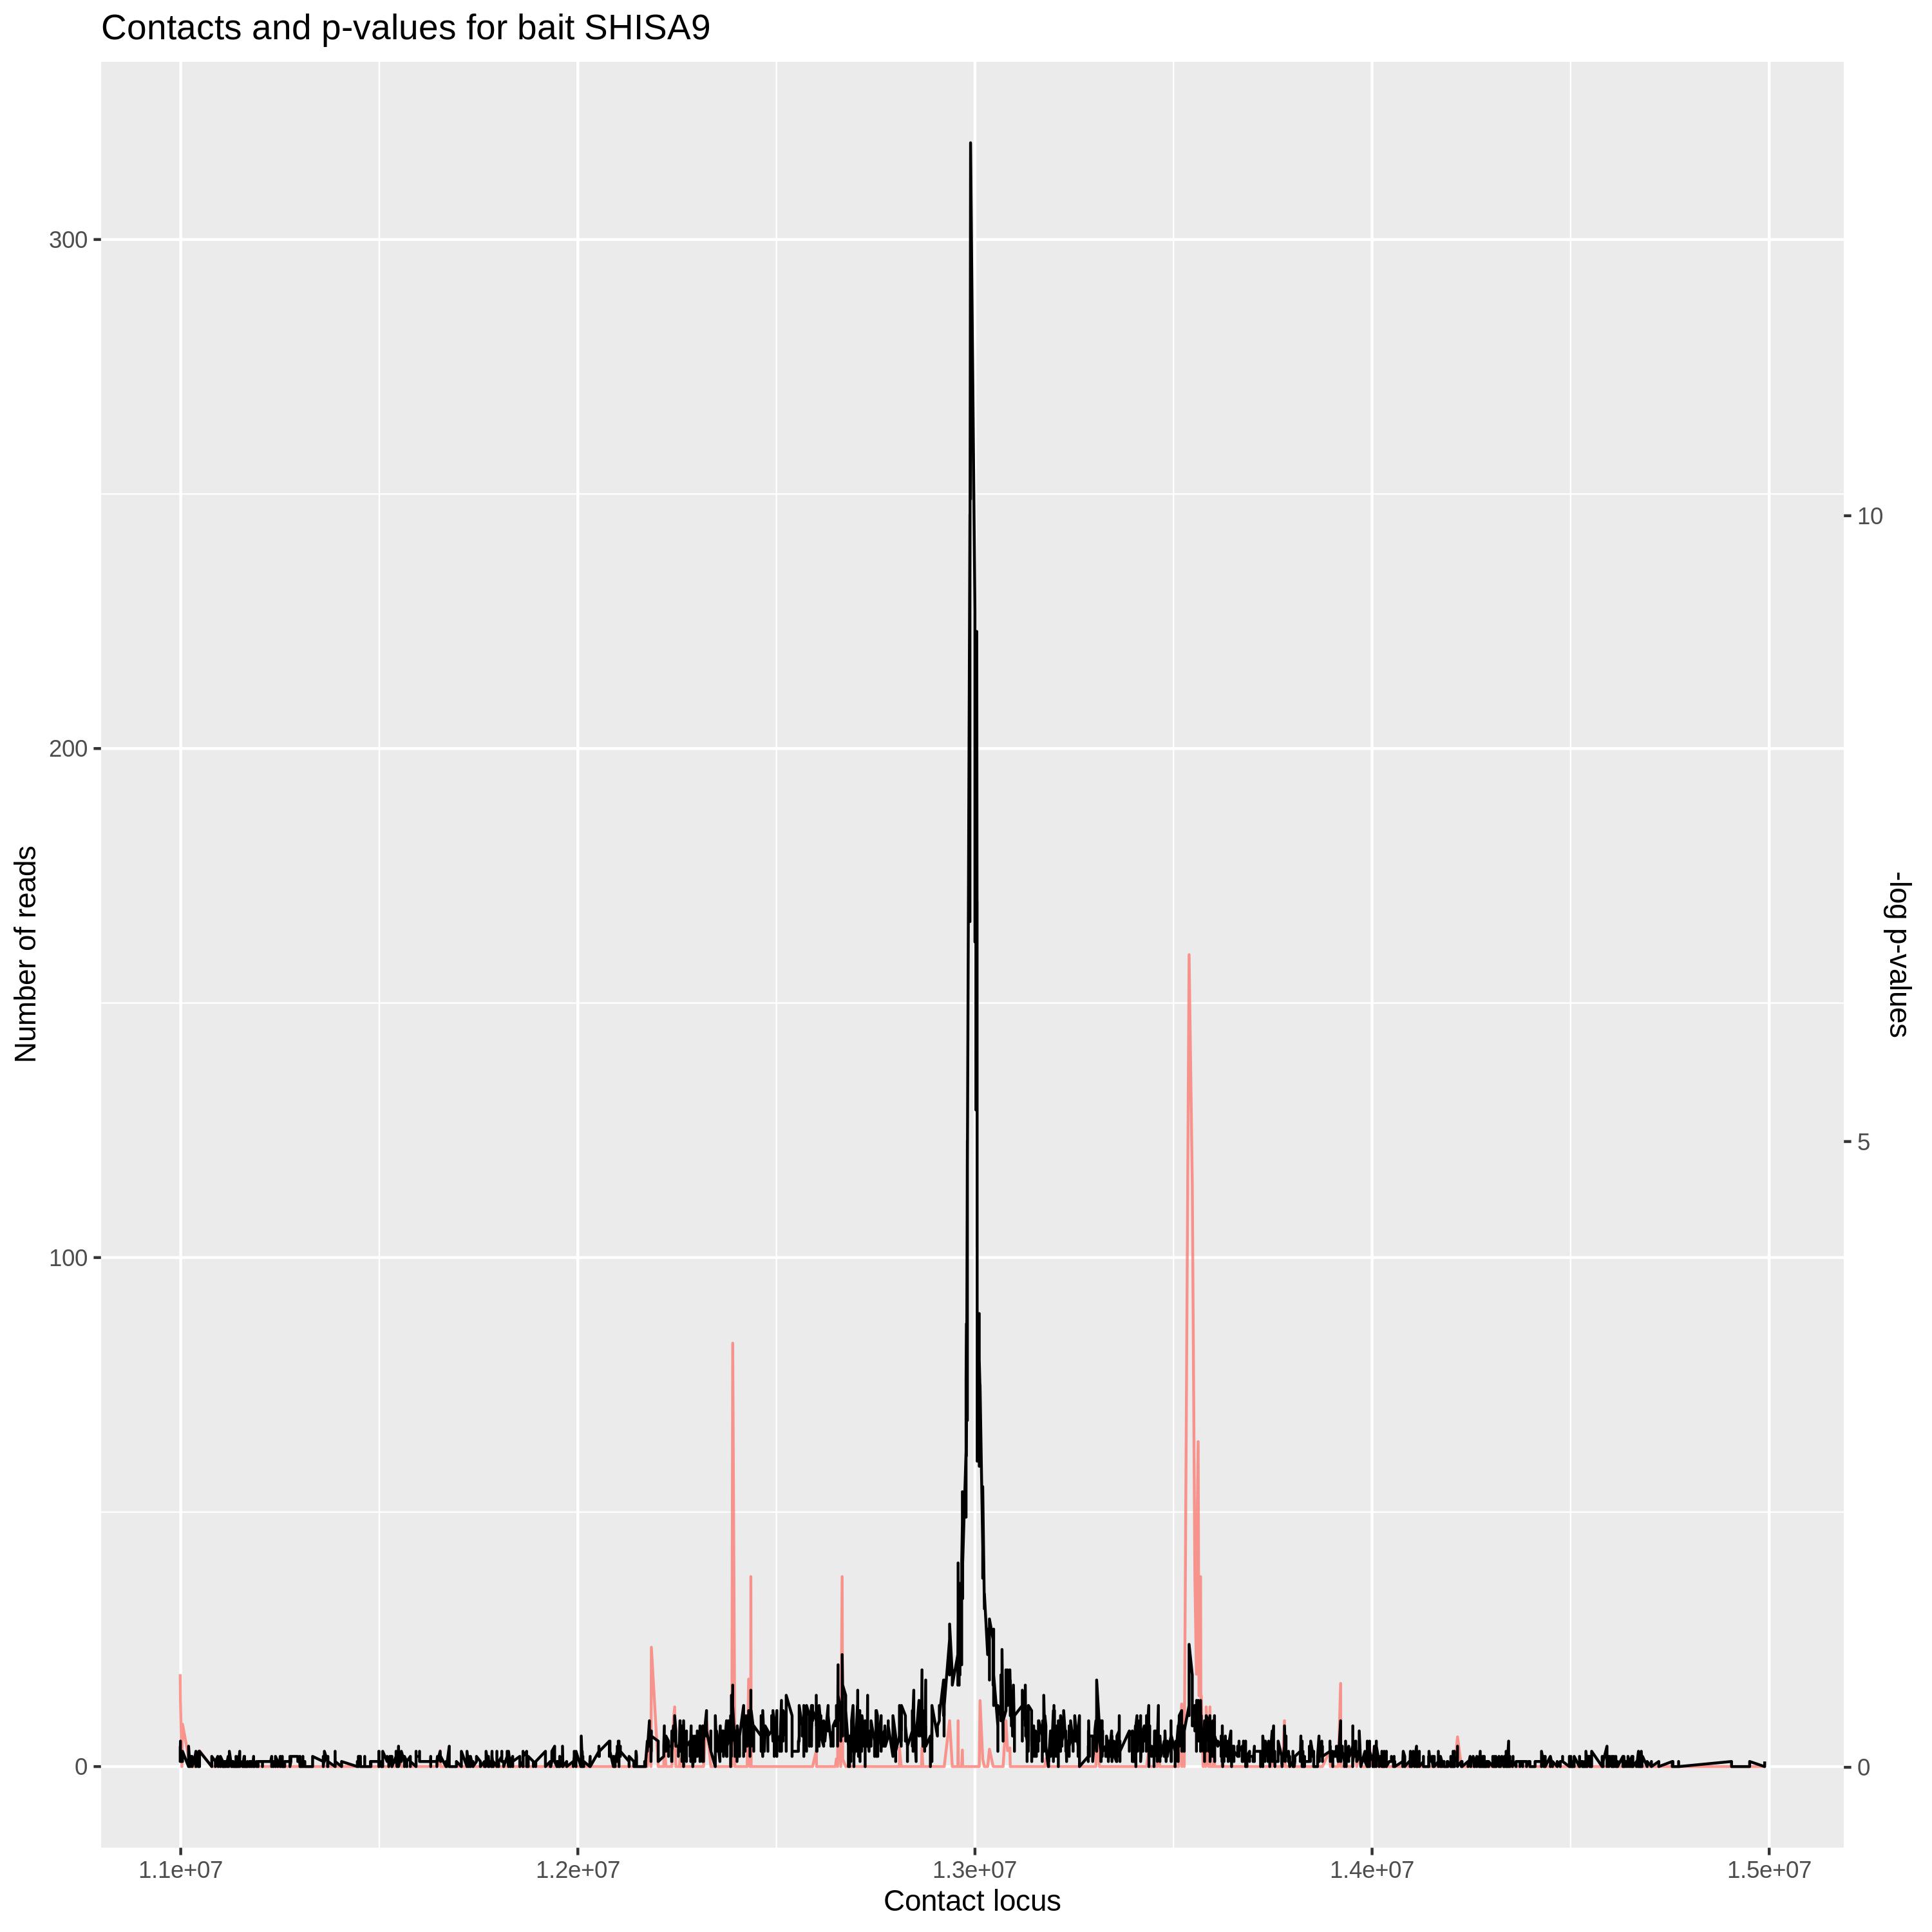 Contacts and p-values for bait SHISA9
300
200
100
0
Number of reads
10
5
0
-log p-values
1.1e+07
1.2e+07
1.3e+07
1.4e+07
1.5e+07
Contact locus